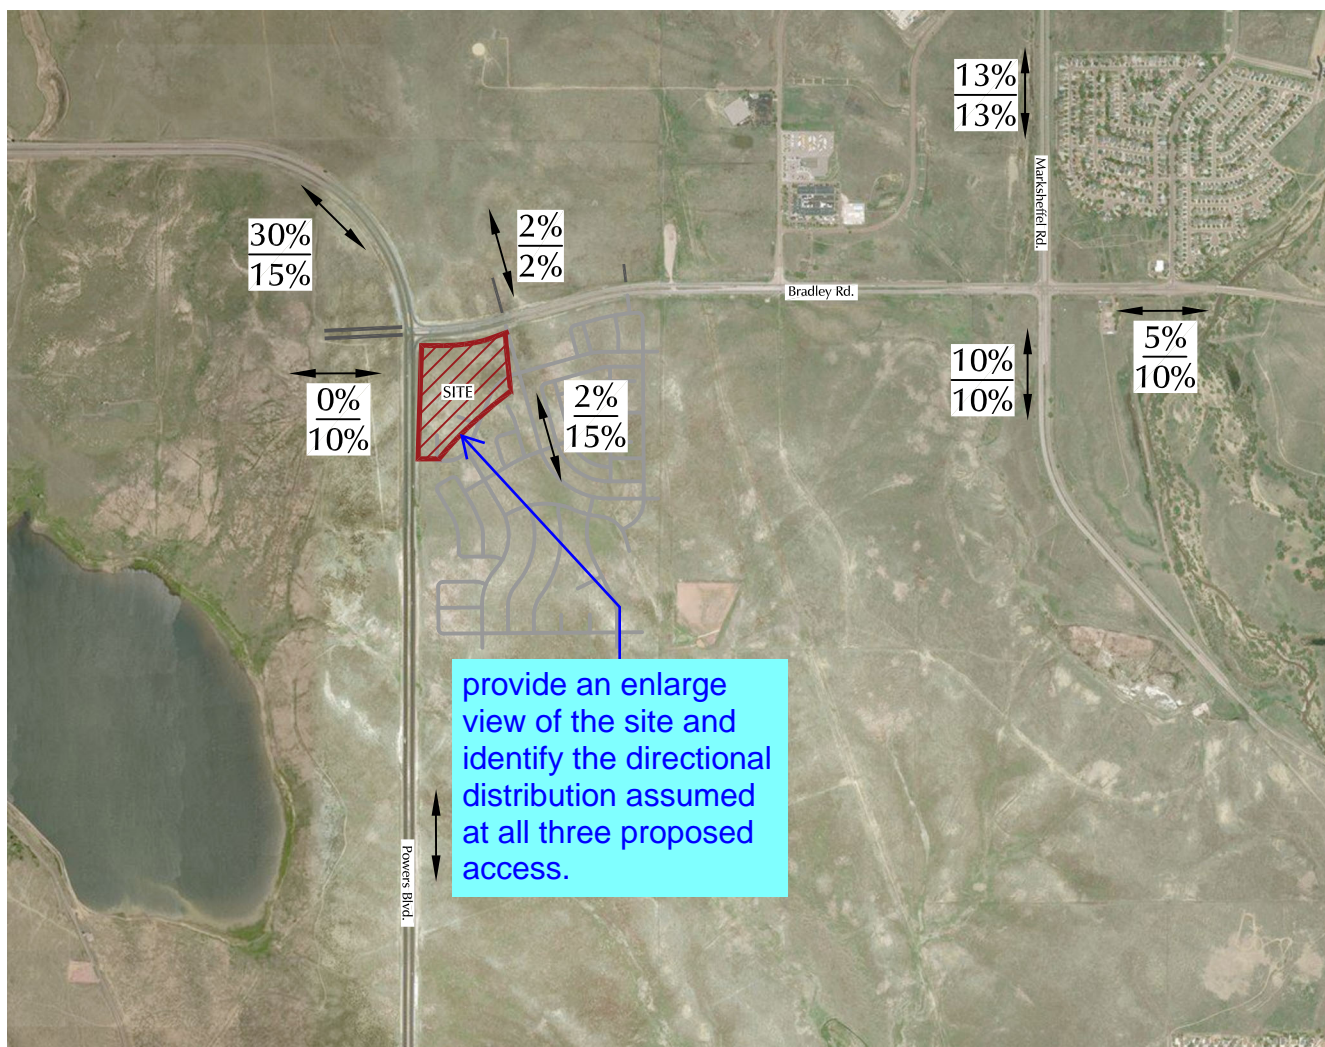 13%
13%
Marksheffel Rd.
2%
2%
30%
15%
Bradley Rd.
5%
10%
10%
10%
SITE
0%
10%
2%
15%
provide an enlarge
view of the site and
identify the directional
distribution assumed
at all three proposed
access.
Powers Blvd.